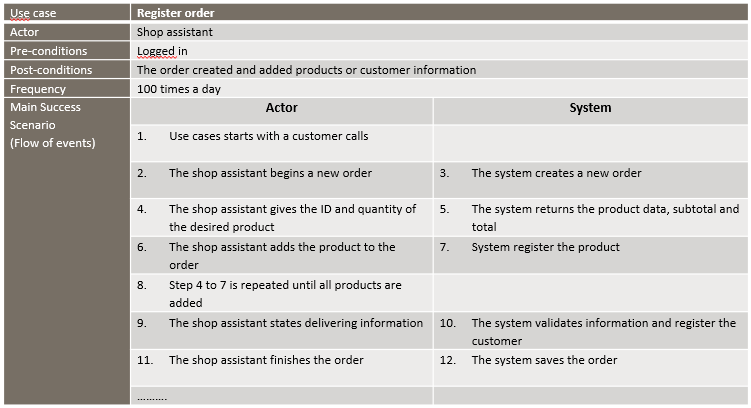 Use case Register order
Actor Shop assistant
Pre-conditions Logged in
Post-conditions The order created and added products or customer information
Frequency 100 times a day
Main Success
Scenario
(Flow of events)
Actor System
1. Use cases starts with a customer calls
2. The shop assistant begins a new order
3. The system creates a new order
4. The shop assistant gives the ID and quantity of
the desired product
5. The system returns the product data, subtotal and
total
6. The shop assistant adds the product to the
order
7. System register the product
8. Step 4 to 7 is repeated until all products are
added
9. The shop assistant states delivering information
10. The system validates information and register the
customer
11. The shop assistant finishes the order
12. The system saves the order
..........